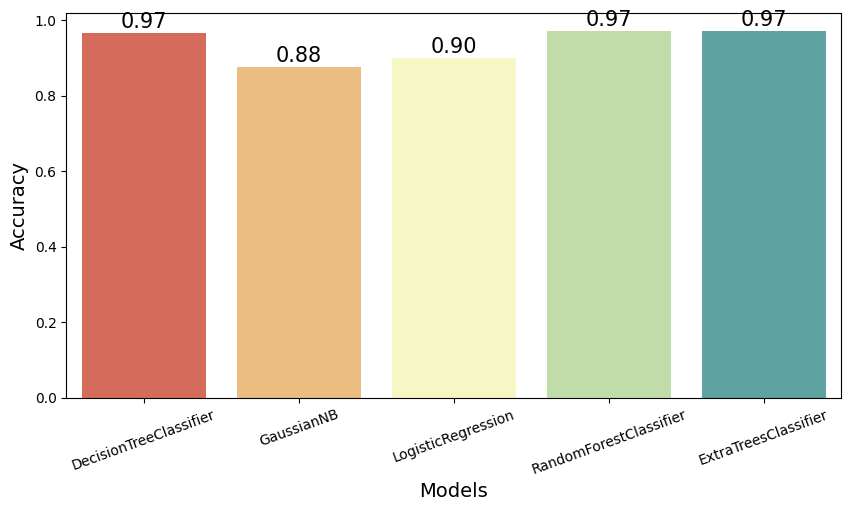 0.97
0.88
0.90
0.97
0.97
1.0
0.8
0.6
0.4
0.2
0.0
Accuracy
DecisionTreeClassifier
GaussianNB
LogisticRegression
RandomForestClassifier
ExtraTreesClassifier
Models